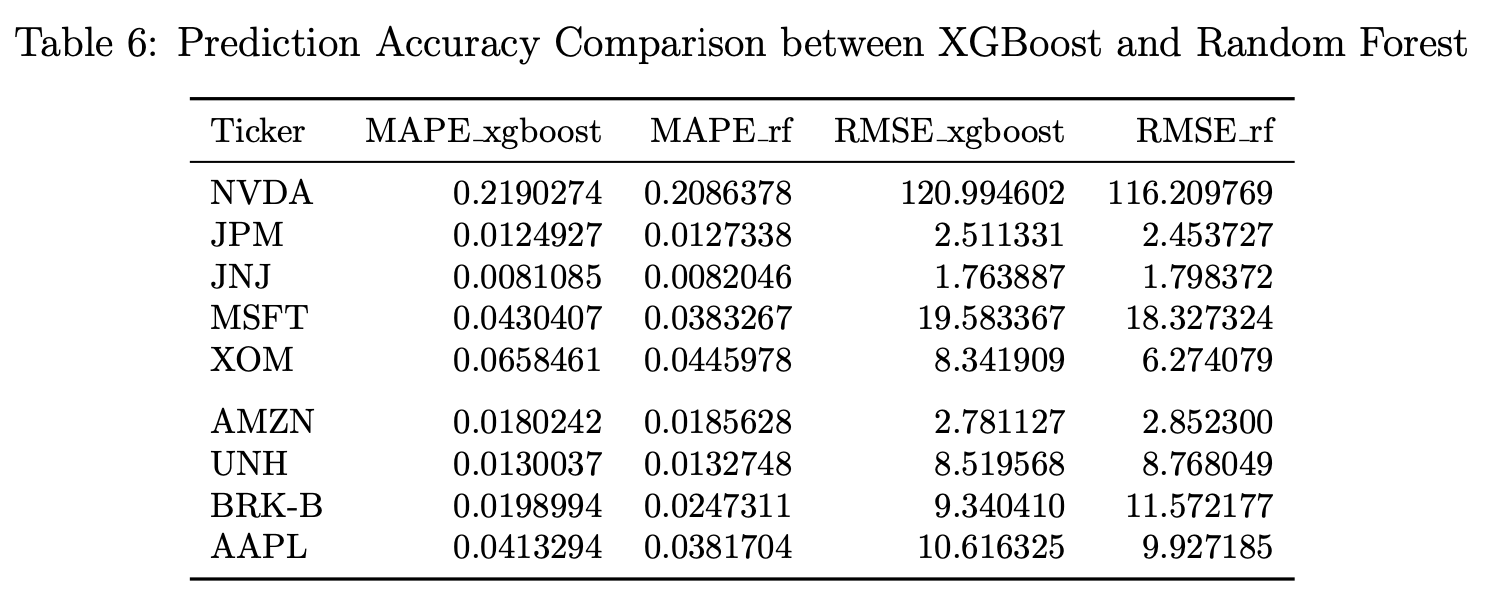 Table 6: Prediction Accuracy Comparison between XGBoost and Random Forest
Ticker MAPE_xgboost MAPE_rf RMSE_xgboost RMSE_rf
NVDA 0.2190274 0.2086378 120.994602 116.209769
JPM 0.0124927 0.0127338 2.511331 2.453727
JNJ 0.0081085 0.0082046 1.763887 1.798372
MSFT 0.0430407 0.0383267 19.583367 18.327324
XOM 0.0658461 0.0445978 8.341909 6.274079
AMZN 0.0180242 0.0185628 2.781127 2.852300
UNH 0.0130037 0.0132748 8.519568 8.768049
BRK-B 0.0198994 0.0247311 9.340410 11.572177
AAPL 0.0413294 0.0381704 10.616325 9.927185